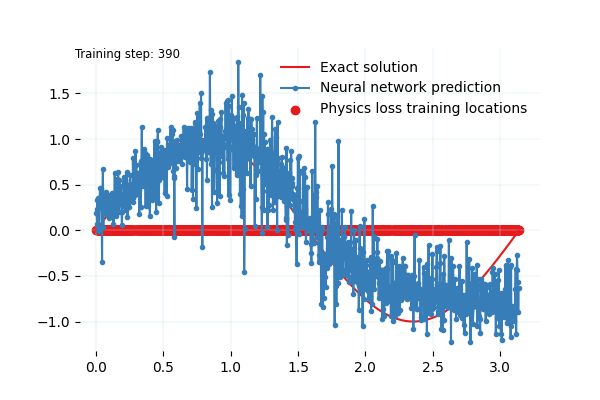 Training step: 390
Exact solution
Neural network prediction
Physics loss training locations
1.5
1.0
0.5
0.0
−0.5
−1.0
0.0 0.5 1.0 1.5 2.0 2.5 3.0